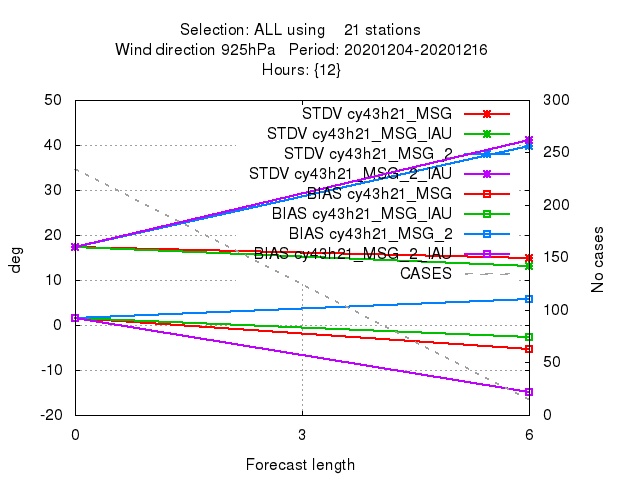 Selection: ALL using    21 stations
Wind direction 925hPa   Period: 20201204-20201216
Hours: {12}
50
40
30
20
10
0
-10
-20
deg
300
250
200
150
100
50
0
No cases
STDV cy43h21_MSG
STDV cy43h21_MSG_IAU
STDV cy43h21_MSG_2
STDV cy43h21_MSG_2_IAU
BIAS cy43h21_MSG
BIAS cy43h21_MSG_IAU
BIAS cy43h21_MSG_2
BIAS cy43h21_MSG_2_IAU
CASES
0
3
6
Forecast length